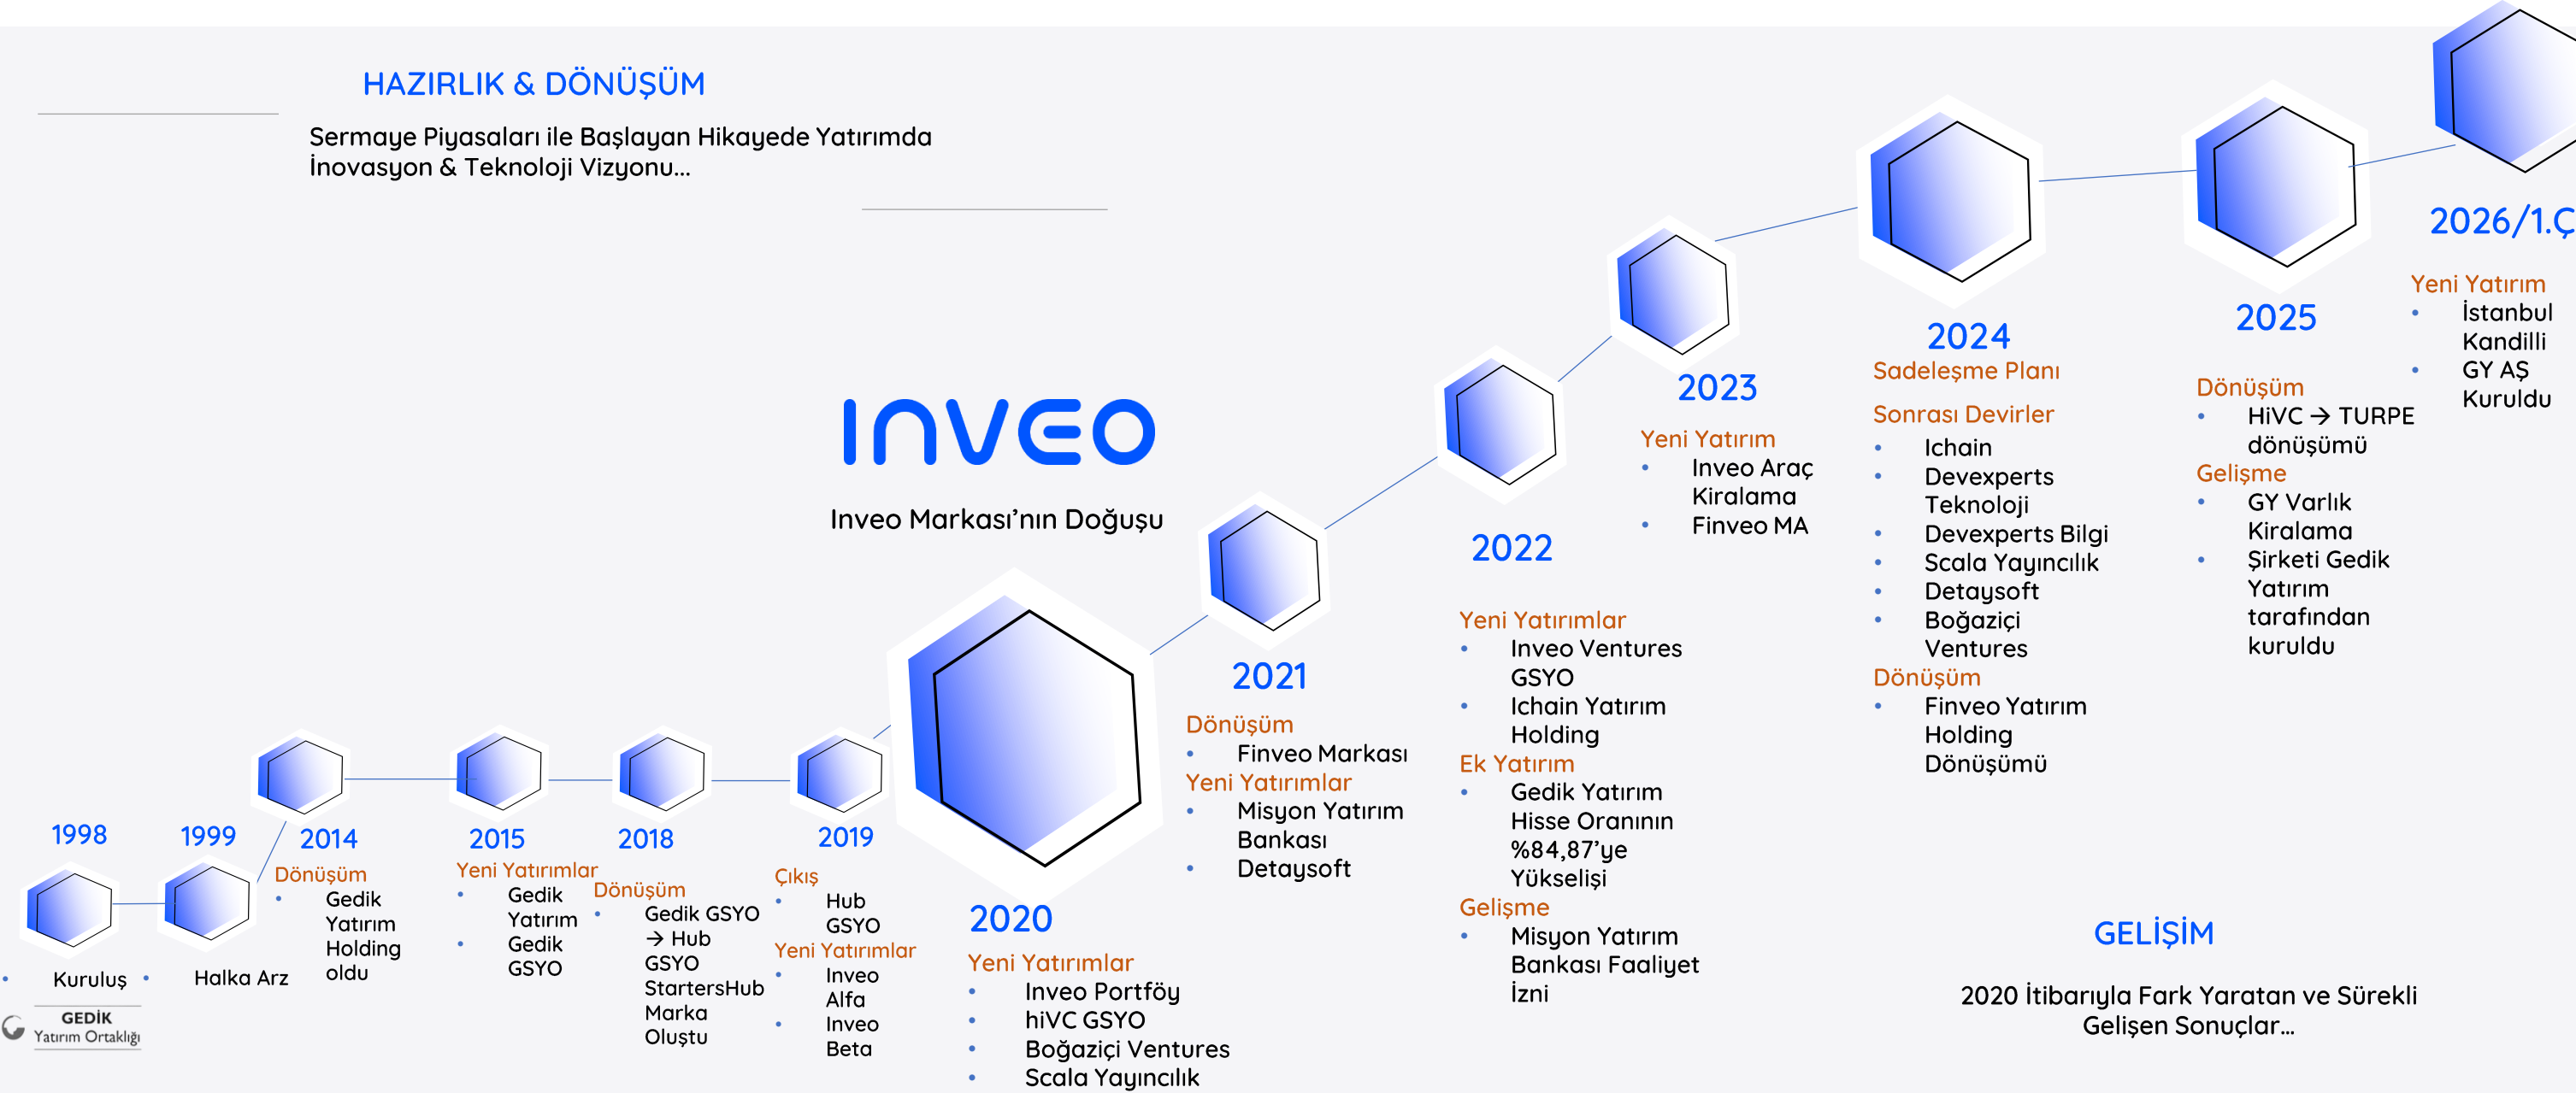 HAZIRLIK & DÖNÜŞÜM
Sermaye Piyasaları ile Başlayan Hikayede Yatırımda
İnovasyon & Teknoloji Vizyonu...
INVEO
Inveo Markası’nın Doğuşu
1998
• Kuruluş
GEDİK
Yatırım Ortaklığı
1999
• Halka Arz
2014
Dönüşüm
• Gedik
Yatırım
Holding
oldu
2015
Yeni Yatırımlar
• Gedik
Yatırım
• Gedik
GSYO
2018
Dönüşüm
• Gedik GSYO
→ Hub
GSYO
StartersHub
Marka
Oluştu
2019
Çıkış
• Hub
GSYO
Yeni Yatırımlar
• Inveo
Alfa
• Inveo
Beta
2020
Yeni Yatırımlar
• Inveo Portföy
• hiVC GSYO
• Boğaziçi Ventures
• Scala Yayıncılık
2021
Dönüşüm
• Finveo Markası
Yeni Yatırımlar
• Misyon Yatırım
Bankası
• Detaysoft
2022
Yeni Yatırımlar
• Inveo Ventures
GSYO
• Ichain Yatırım
Holding
Ek Yatırım
• Gedik Yatırım
Hisse Oranının
%84,87’ye
Yükselişi
Gelişme
• Misyon Yatırım
Bankası Faaliyet
İzni
2023
Yeni Yatırım
• Inveo Araç
Kiralama
• Finveo MA
2024
Sadeleşme Planı
Sonrası Devirler
• Ichain
• Devexperts
Teknoloji
• Devexperts Bilgi
• Scala Yayıncılık
• Detaysoft
• Boğaziçi
Ventures
Dönüşüm
• Finveo Yatırım
Holding
Dönüşümü
2025
Dönüşüm
• HiVC → TURPE
dönüşümü
Gelişme
• GY Varlık
Kiralama
• Şirketi Gedik
Yatırım
tarafından
kuruldu
2026/1.Ç
Yeni Yatırım
• İstanbul
Kandilli
• GY AŞ
Kuruldu
GELİŞİM
2020 İtibarıyla Fark Yaratan ve Sürekli
Gelişen Sonuçlar...